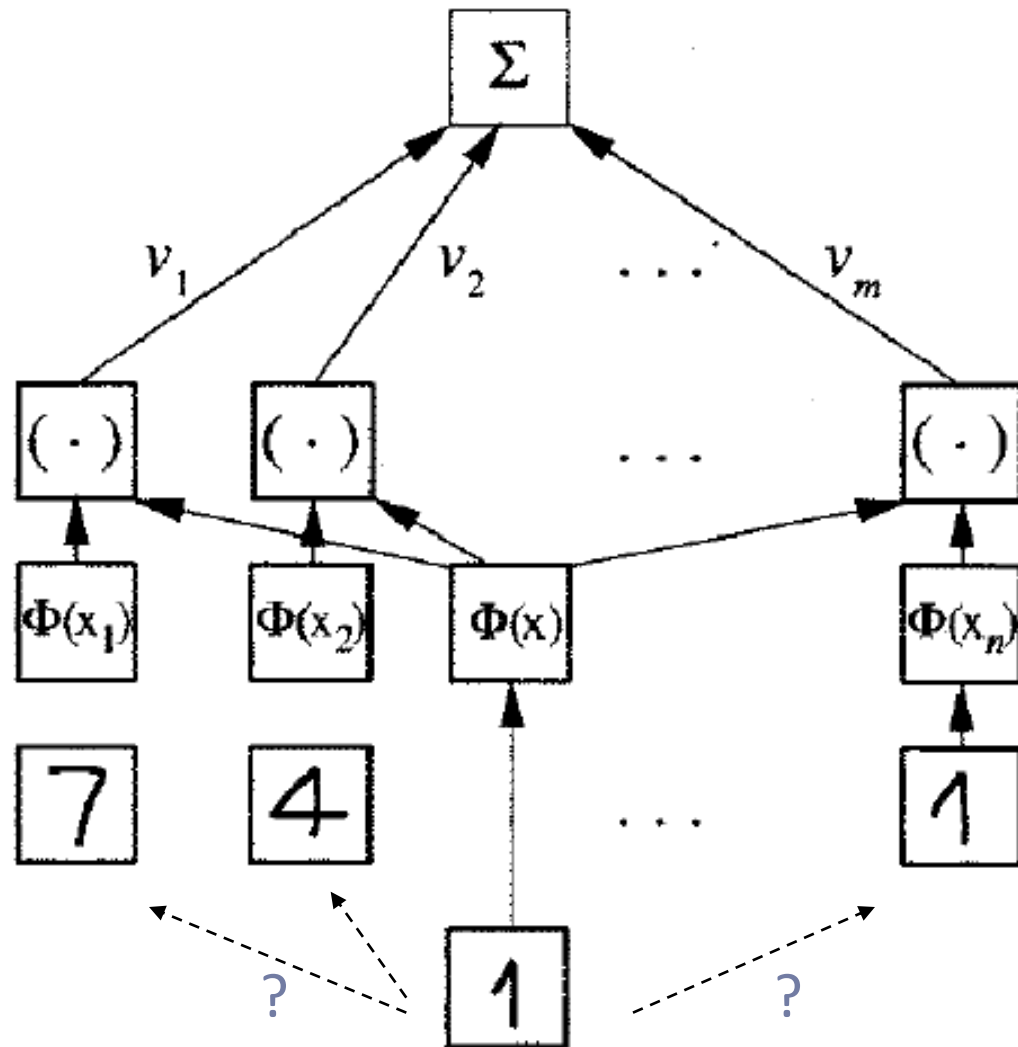 Σ
v₁ v₂ . . . vₘ
( · ) ( · ) . . . ( · )
Φ(x₁) Φ(x₂) Φ(x) Φ(xₙ)
7 4 . . . 1
? 1 ?